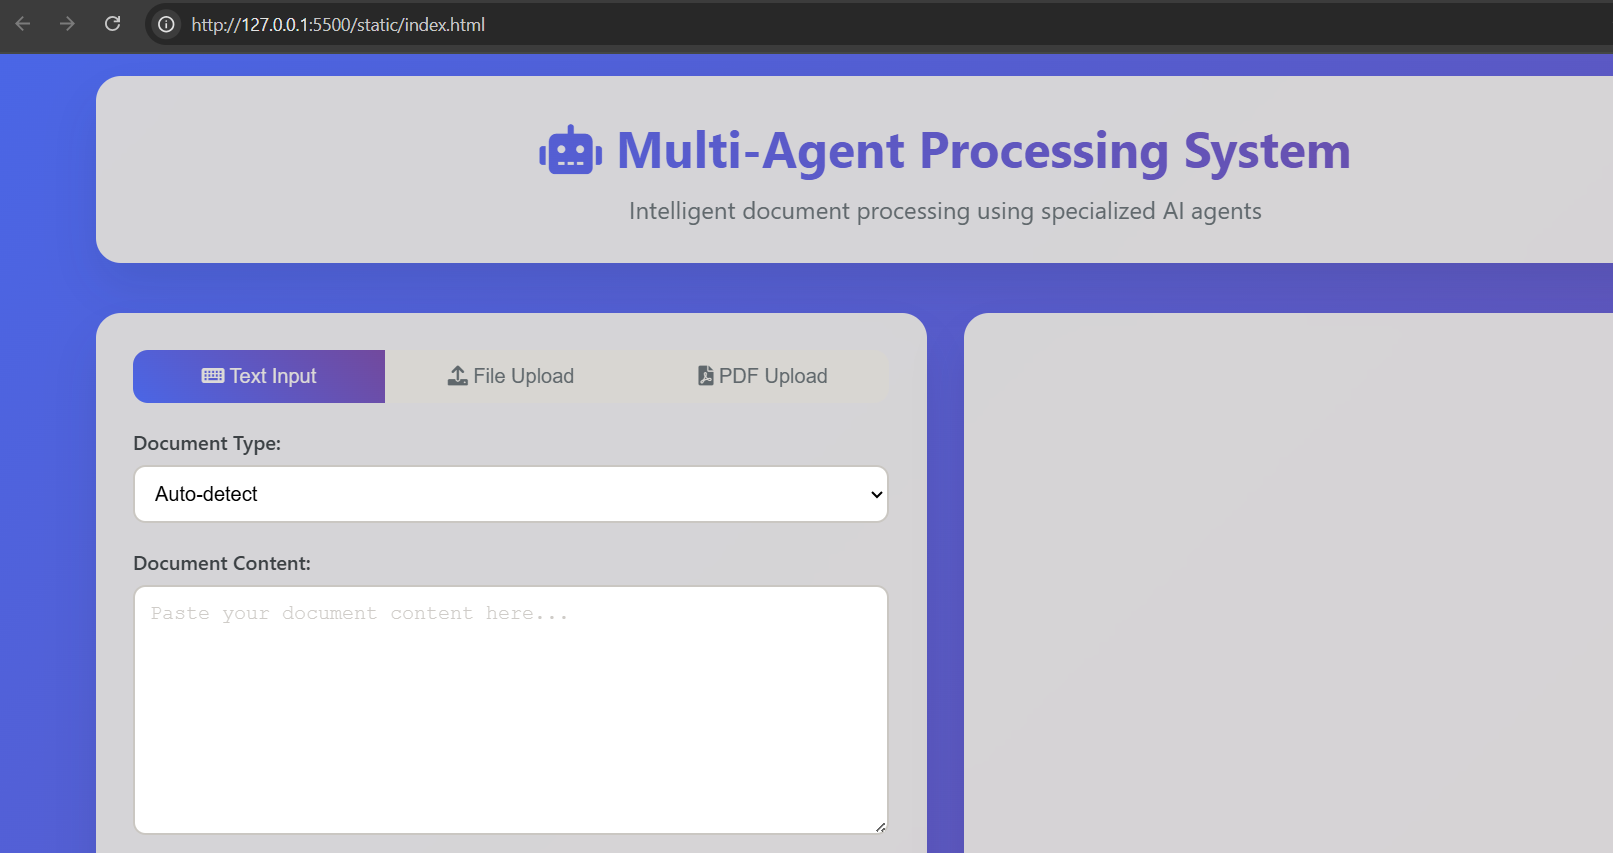 http://127.0.0.1:5500/static/index.html
Multi-Agent Processing System
Intelligent document processing using specialized AI agents
Text Input
File Upload
PDF Upload
Document Type:
Auto-detect
Document Content:
Paste your document content here...